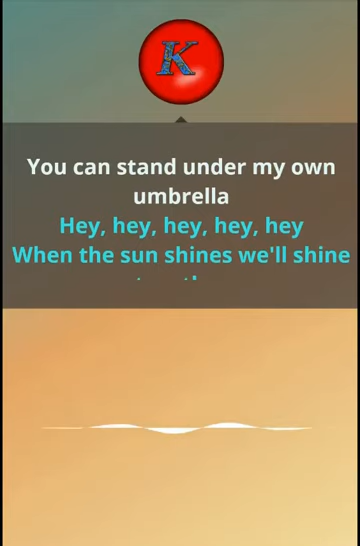 K
You can stand under my own
umbrella
Hey, hey, hey, hey, hey
When the sun shines we'll shine